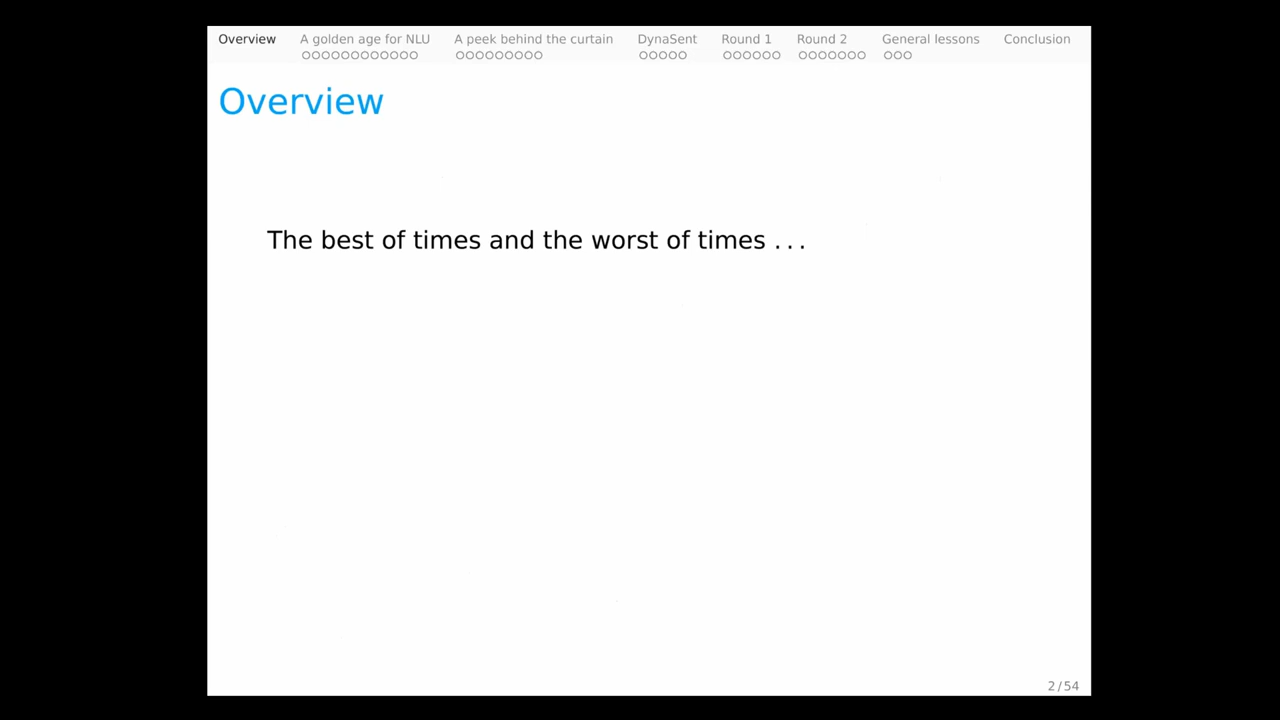 Overview A golden age for NLU A peek behind the curtain DynaSent Round 1 Round 2 General lessons Conclusion
Overview
The best of times and the worst of times . . .
2 / 54